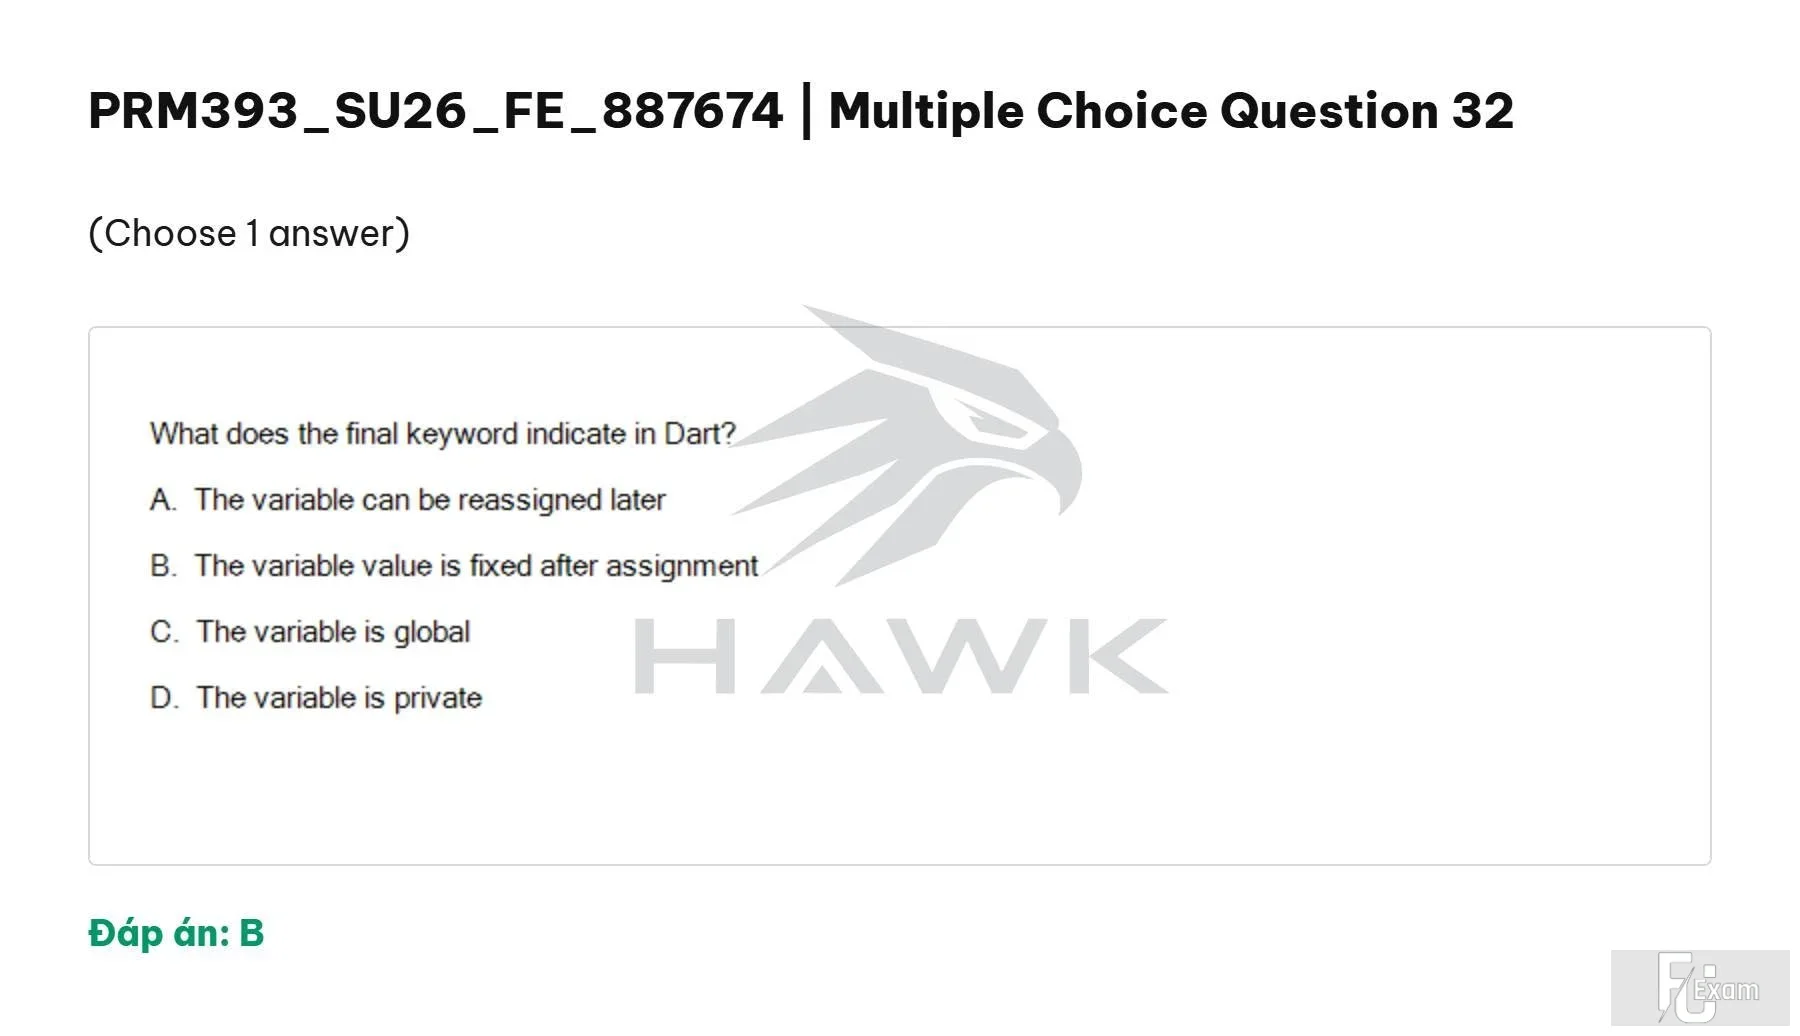 PRM393_SU26_FE_887674 | Multiple Choice Question 32
(Choose 1 answer)
What does the final keyword indicate in Dart?
A. The variable can be reassigned later
B. The variable value is fixed after assignment
C. The variable is global
D. The variable is private
HAWK
Đáp án: B
FU Exam